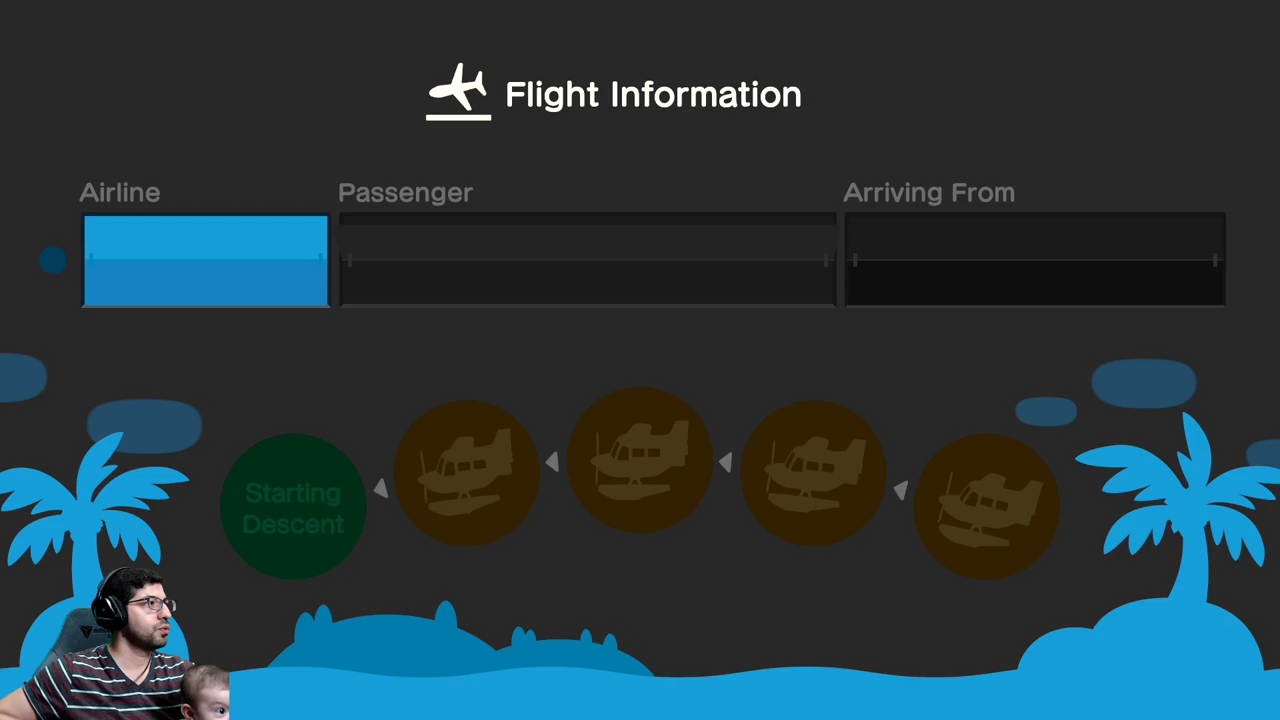 Flight Information
Airline
Passenger
Arriving From
Starting
Descent